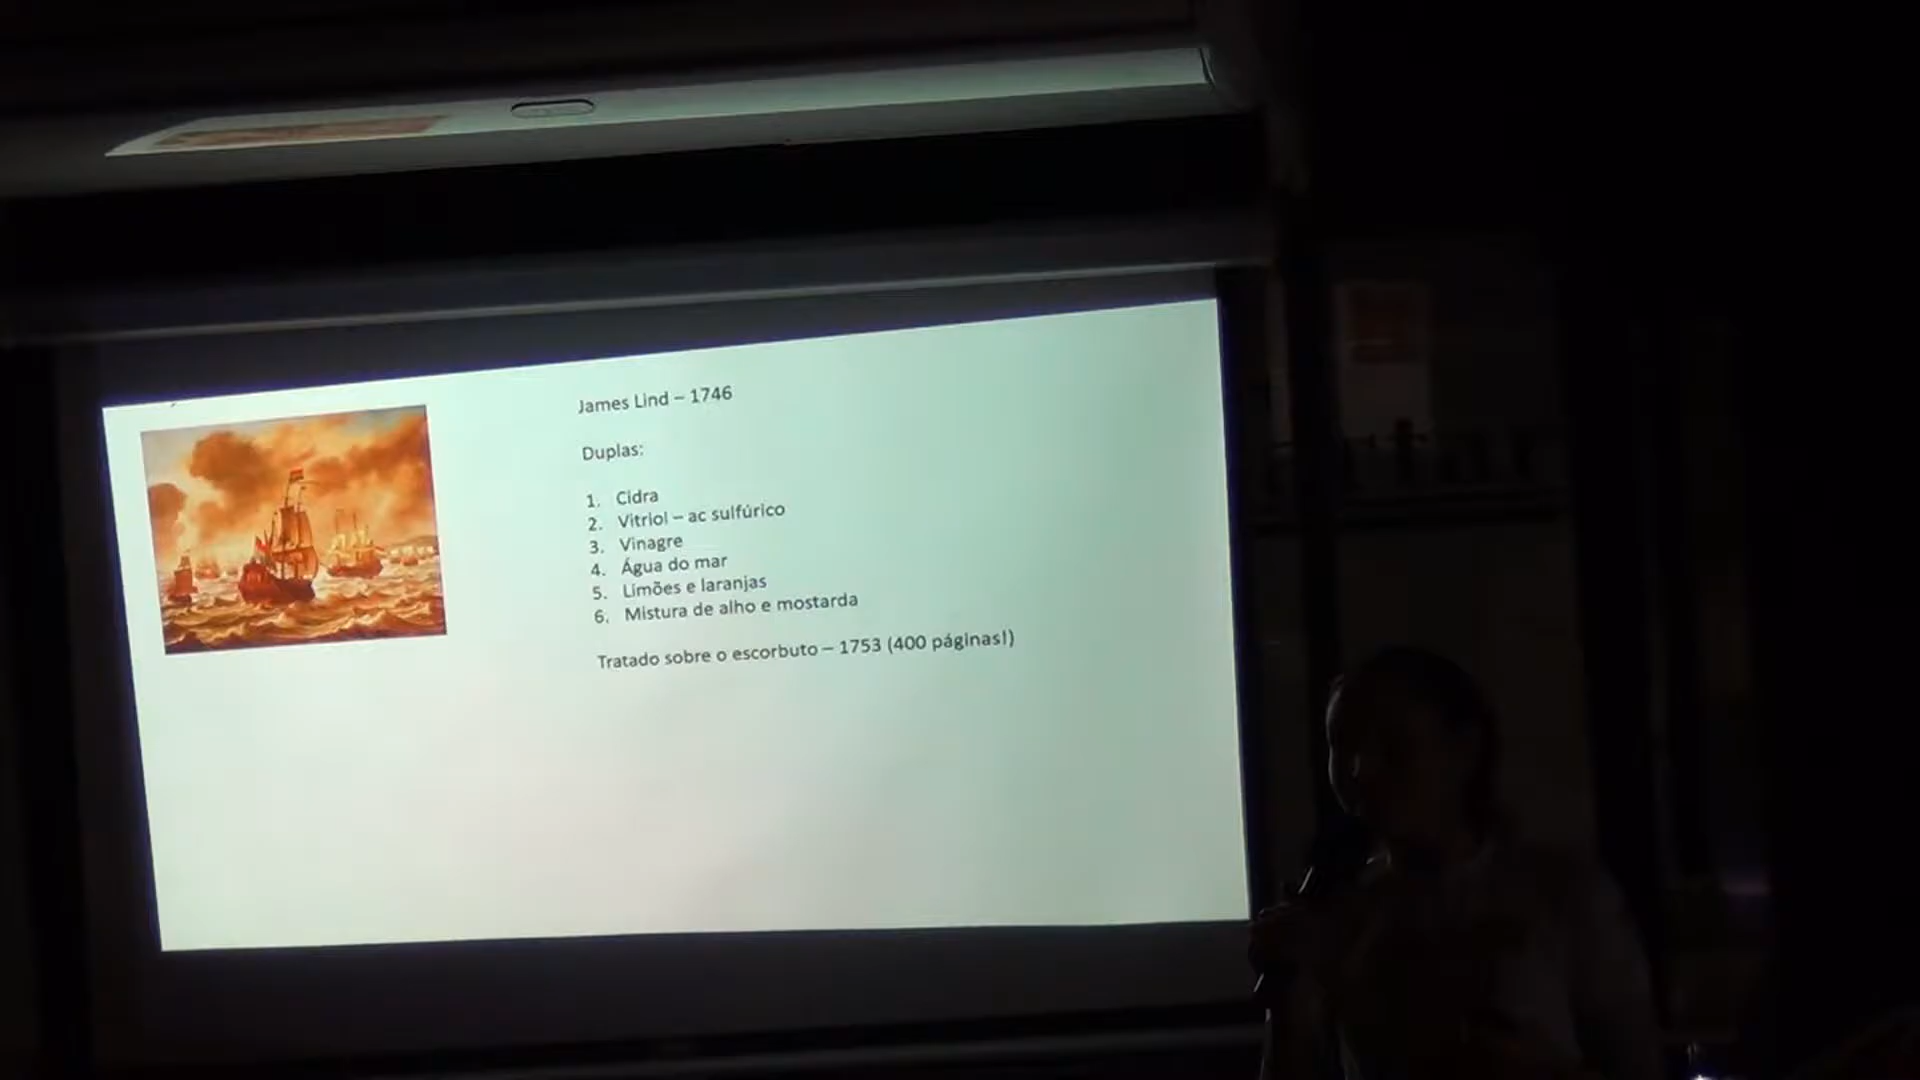 James Lind – 1746
Duplas:
1. Cidra
2. Vitriol – ac sulfúrico
3. Vinagre
4. Água do mar
5. Limões e laranjas
6. Mistura de alho e mostarda
Tratado sobre o escorbuto – 1753 (400 páginas!)